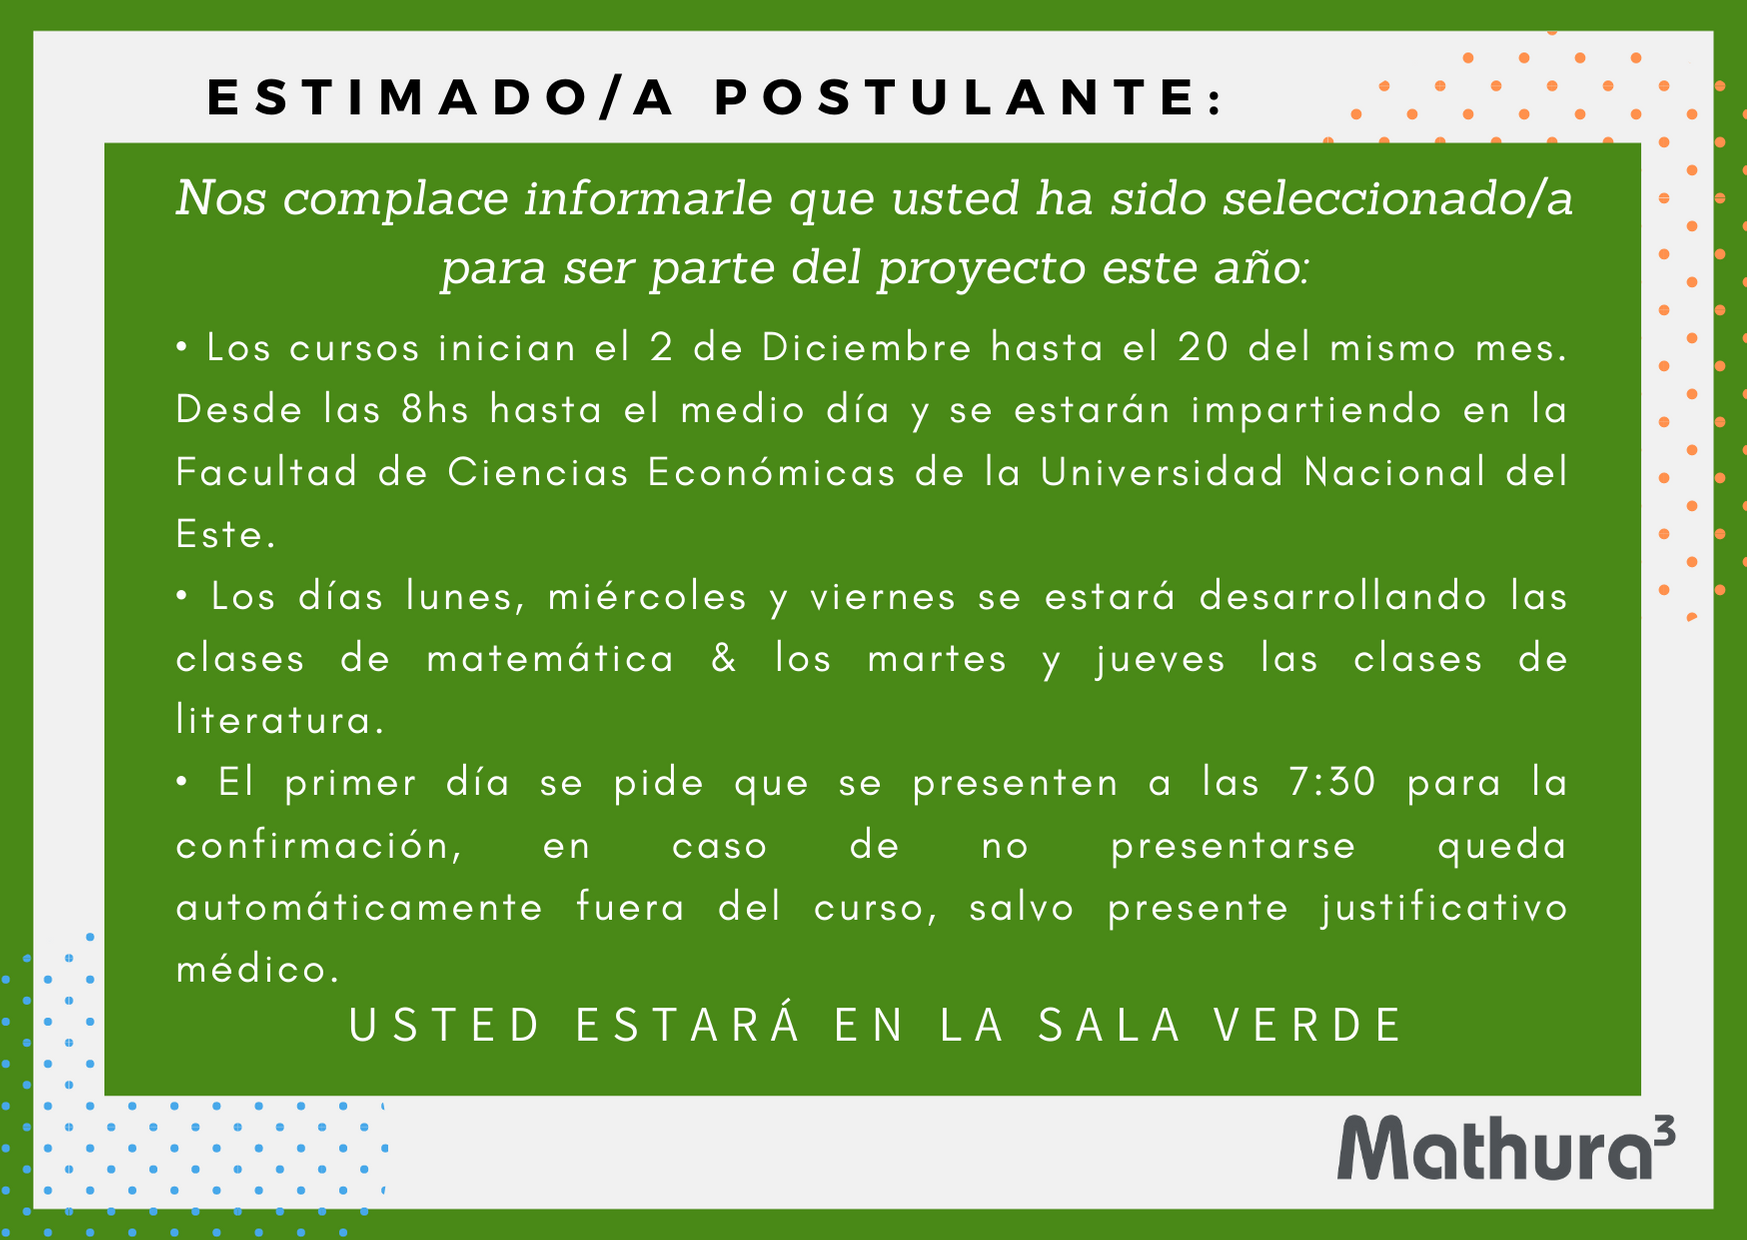 ESTIMADO/A POSTULANTE:
Nos complace informarle que usted ha sido seleccionado/a
para ser parte del proyecto este año:
• Los cursos inician el 2 de Diciembre hasta el 20 del mismo mes.
Desde las 8hs hasta el medio día y se estarán impartiendo en la
Facultad de Ciencias Económicas de la Universidad Nacional del
Este.
• Los días lunes, miércoles y viernes se estará desarrollando las
clases de matemática & los martes y jueves las clases de
literatura.
• El primer día se pide que se presenten a las 7:30 para la
confirmación, en caso de no presentarse queda
automáticamente fuera del curso, salvo presente justificativo
médico.
USTED ESTARÁ EN LA SALA VERDE
Mathura³